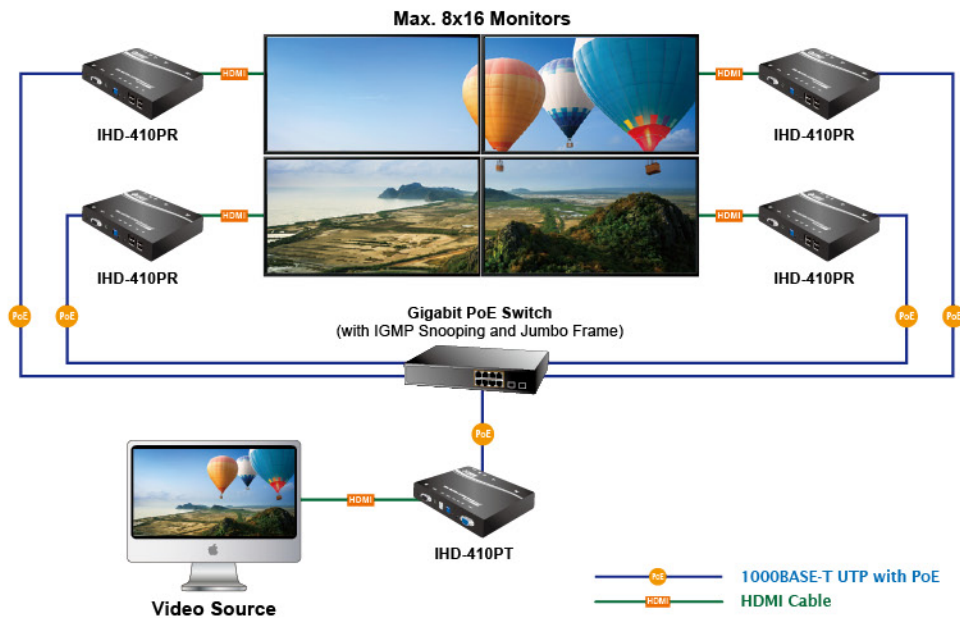 Max. 8x16 Monitors
HDMI
HDMI
IHD-410PR
IHD-410PR
HDMI
HDMI
IHD-410PR
IHD-410PR
PoE
PoE
PoE
PoE
Gigabit PoE Switch
(with IGMP Snooping and Jumbo Frame)
PoE
HDMI
IHD-410PT
Video Source
PoE
1000BASE-T UTP with PoE
HDMI
HDMI Cable